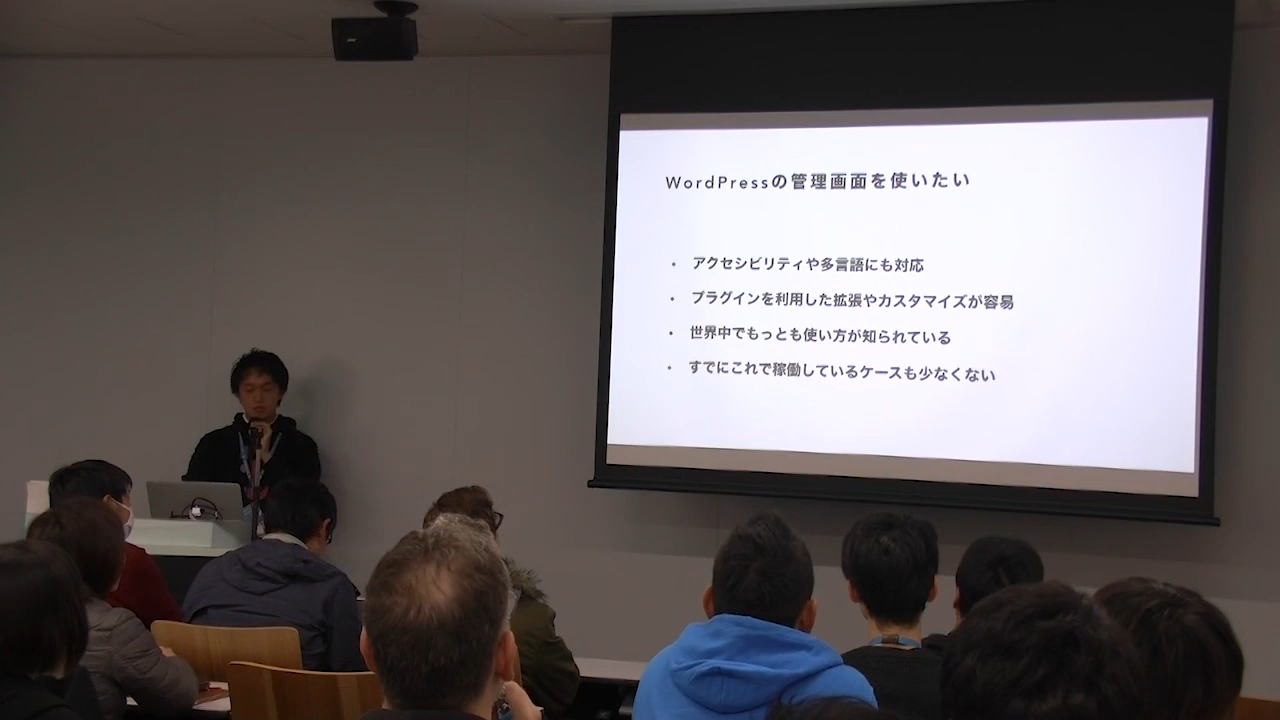 WordPressの管理画面を使いたい
• アクセシビリティや多言語にも対応
• プラグインを利用した拡張やカスタマイズが容易
• 世界中でもっとも使い方が知られている
• すでにこれで稼働しているケースも少なくない